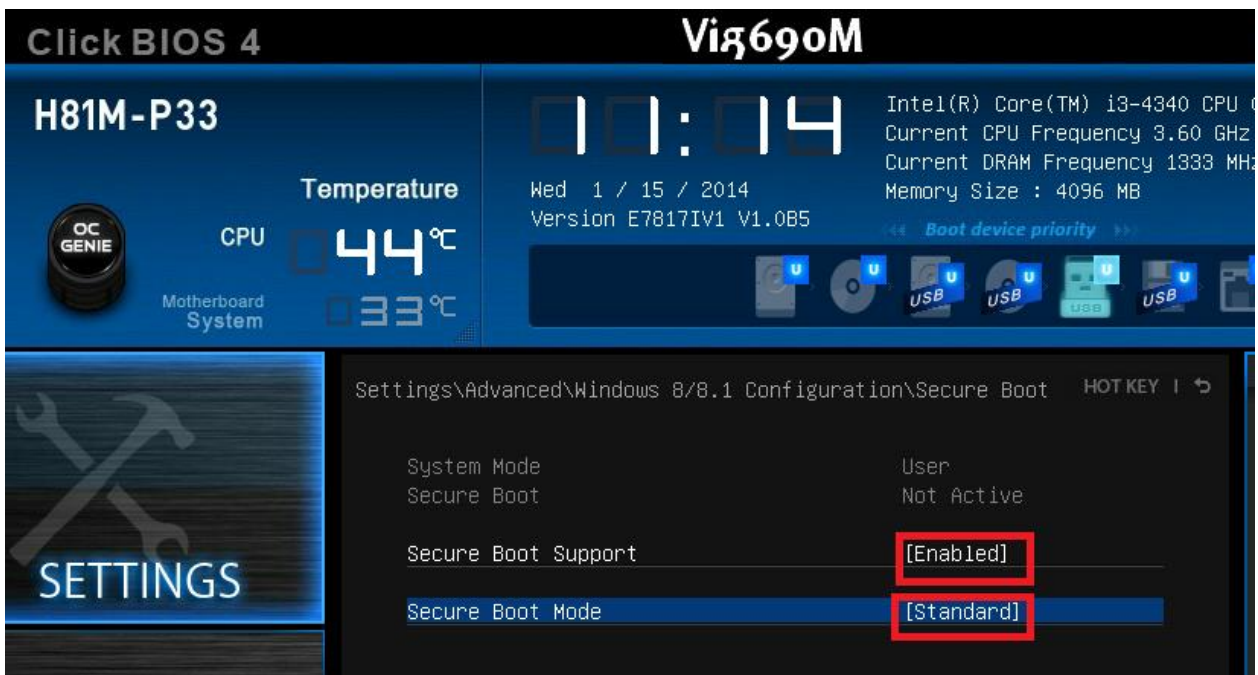 Click BIOS 4
Vig690M
H81M-P33
11:14
Intel(R) Core(TM) i3-4340 CPU
Current CPU Frequency 3.60 GHz
Current DRAM Frequency 1333 MHz
Memory Size : 4096 MB
Wed 1 / 15 / 2014
Version E7817IV1 V1.0B5
Boot device priority
OC
GENIE
Temperature
CPU 44°C
Motherboard
System 33°C
U U U U U U
USB USB USB USB
Settings\Advanced\Windows 8/8.1 Configuration\Secure Boot HOT KEY |
System Mode User
Secure Boot Not Active
Secure Boot Support [Enabled]
Secure Boot Mode [Standard]
SETTINGS